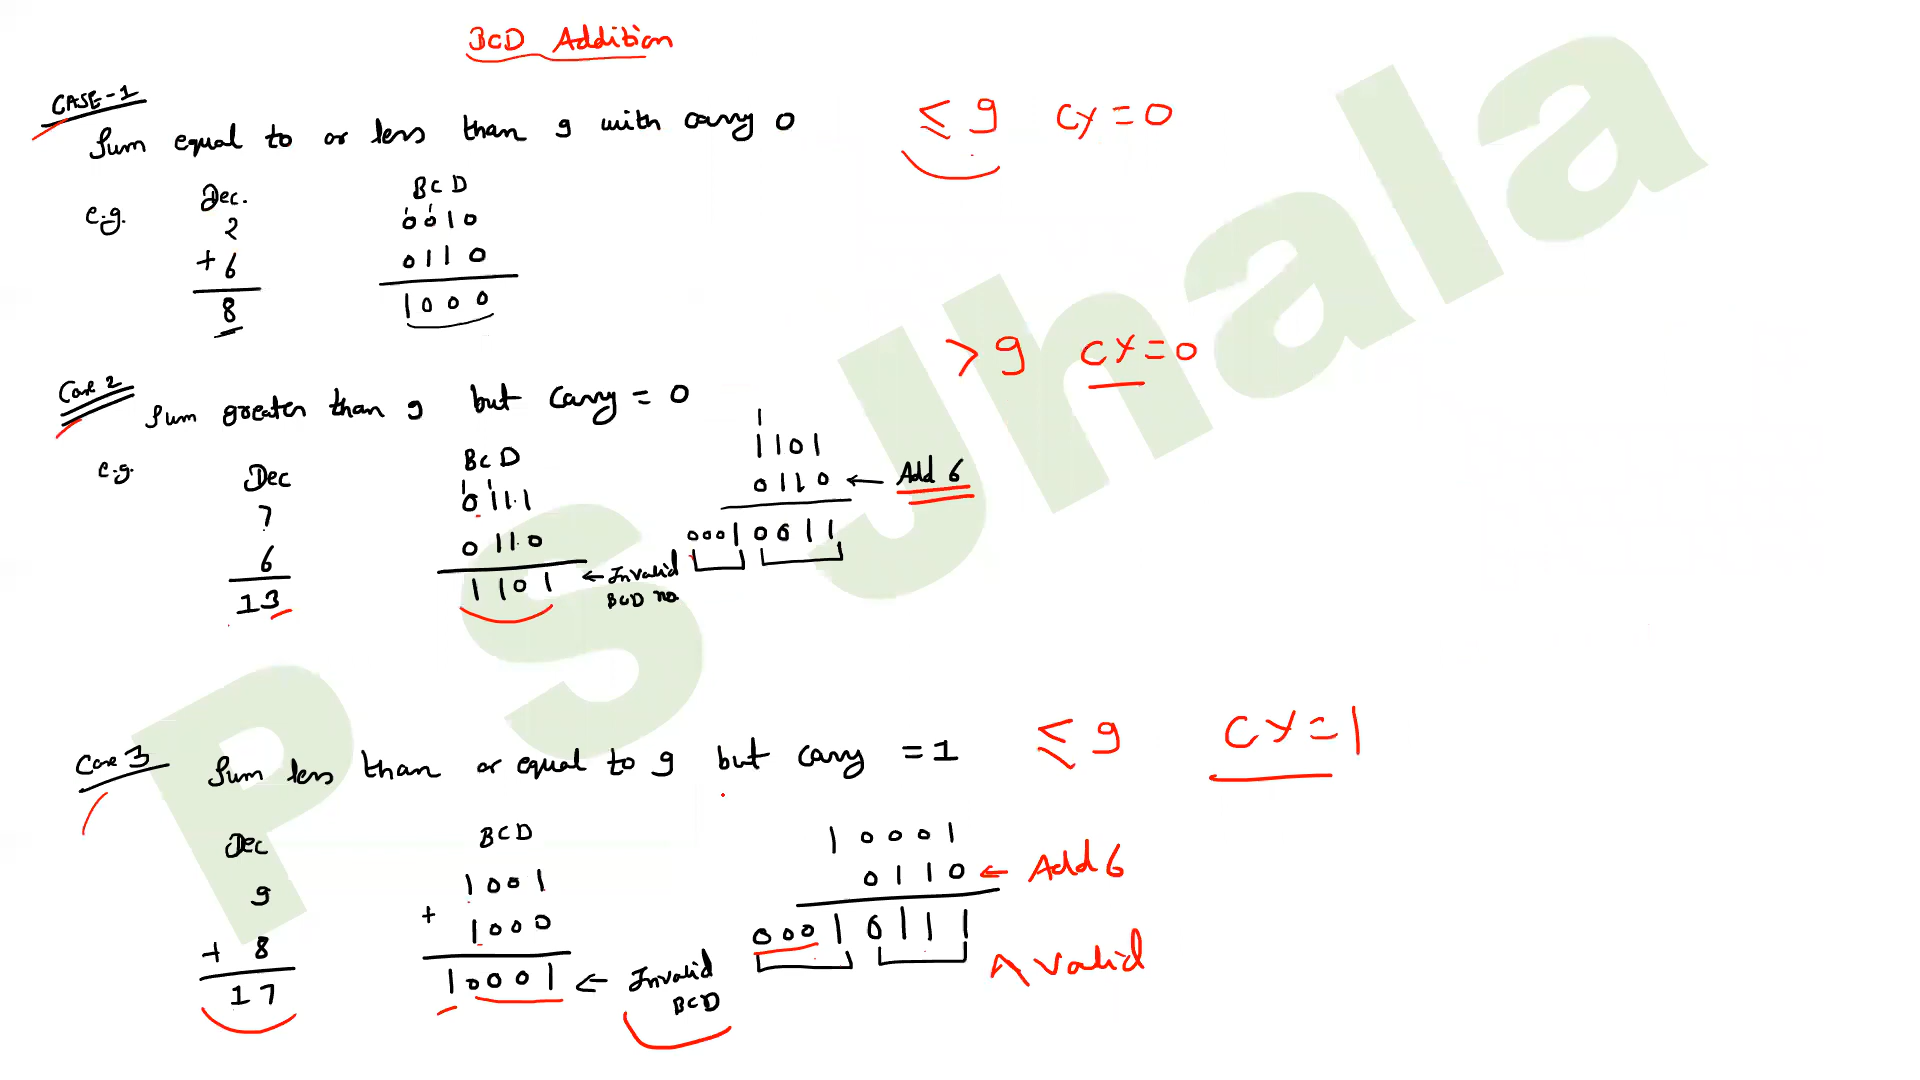 BCD Addition
CASE-1
Sum equal to or less than 9 with carry 0
≤ 9 CY = 0
e.g. Dec. BCD
2 0010
+ 6 0110
8 1000
> 9 CY = 0
Case 2 Sum greater than 9 but carry = 0
e.g. Dec BCD
7 0111
6 0110
13 1101 ← Invalid BCD no.
1
1101
0110 ← Add 6
0001 0011
Case 3 Sum less than or equal to 9 but carry = 1
≤ 9 CY = 1
Dec BCD
9 1001
+ 8 + 1000
17 10001 ← Invalid BCD
1 0001
0110 ← Add 6
0001 0111
Valid
P S Jhala